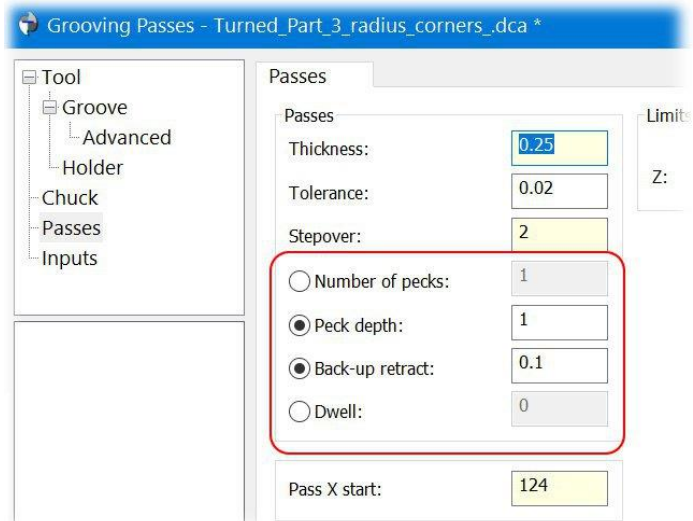 Grooving Passes - Turned_Part_3_radius_corners_.dca *
Tool
Groove
Advanced
Holder
Chuck
Passes
Inputs
Passes
Passes
Thickness: 0.25
Tolerance: 0.02
Stepover: 2
Number of pecks: 1
Peck depth: 1
Back-up retract: 0.1
Dwell: 0
Pass X start: 124
Limits
Z: